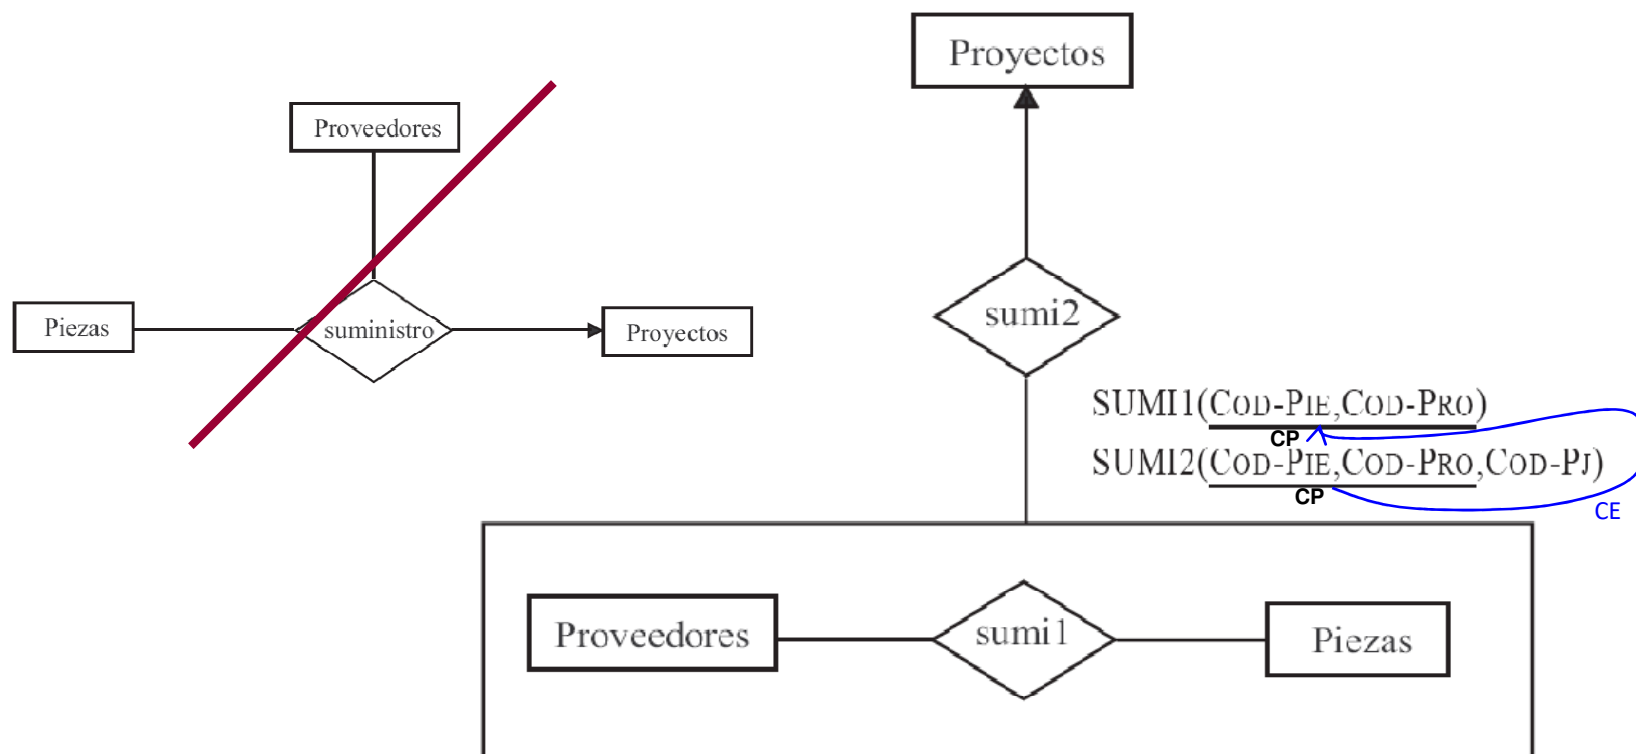 Proveedores
Piezas
suministro
Proyectos
Proyectos
sumi2
SUMI1(COD-PIE,COD-PRO)
CP
SUMI2(COD-PIE,COD-PRO,COD-PJ)
CP
CE
Proveedores
sumi1
Piezas